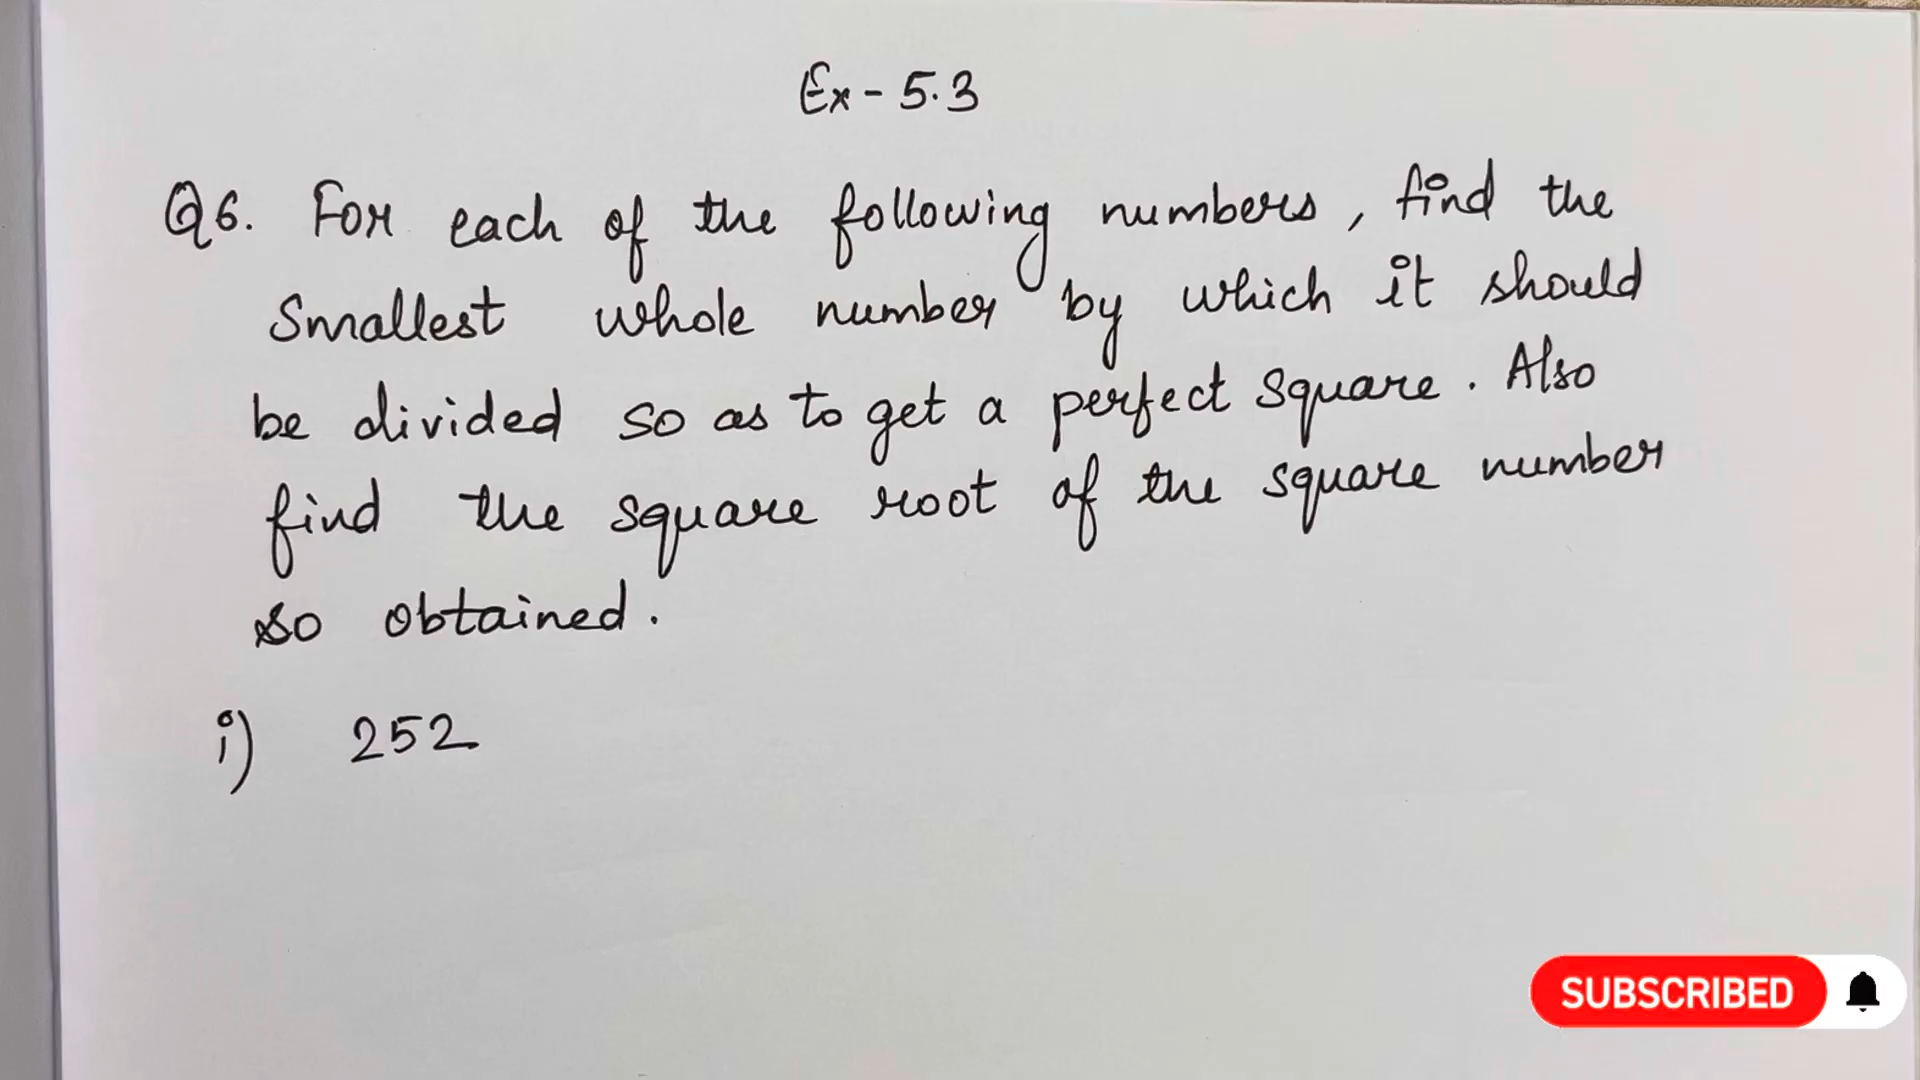 Ex - 5.3
Q6. For each of the following numbers, find the
smallest whole number by which it should
be divided so as to get a perfect square. Also
find the square root of the square number
so obtained.
i) 252
SUBSCRIBED